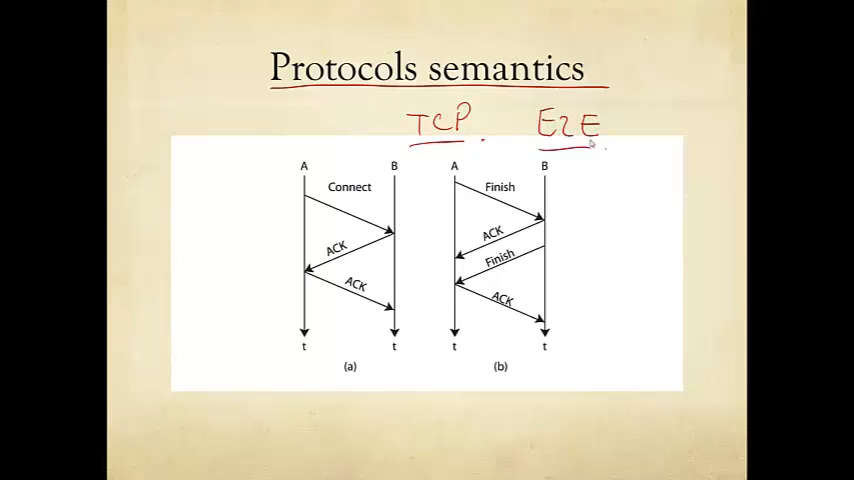 Protocols semantics
TCP E2E
A B A B
Connect Finish
ACK ACK
Finish
ACK ACK
t t t t
(a) (b)